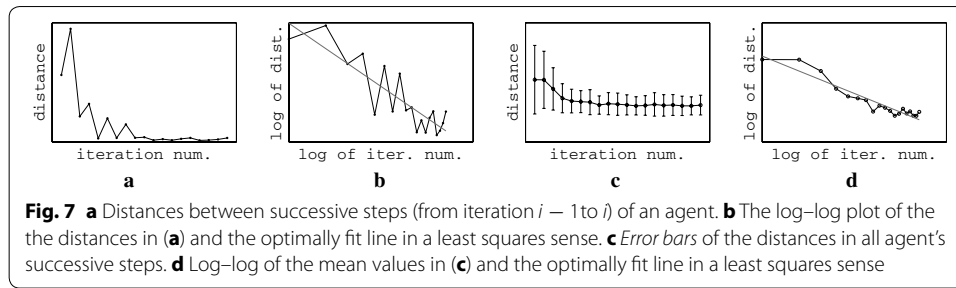 distance
iteration num.
a
log of dist.
log of iter. num.
b
distance
iteration num.
c
log of dist.
log of iter. num.
d
Fig. 7 a Distances between successive steps (from iteration i − 1to i) of an agent. b The log–log plot of the
the distances in (a) and the optimally fit line in a least squares sense. c Error bars of the distances in all agent's
successive steps. d Log–log of the mean values in (c) and the optimally fit line in a least squares sense